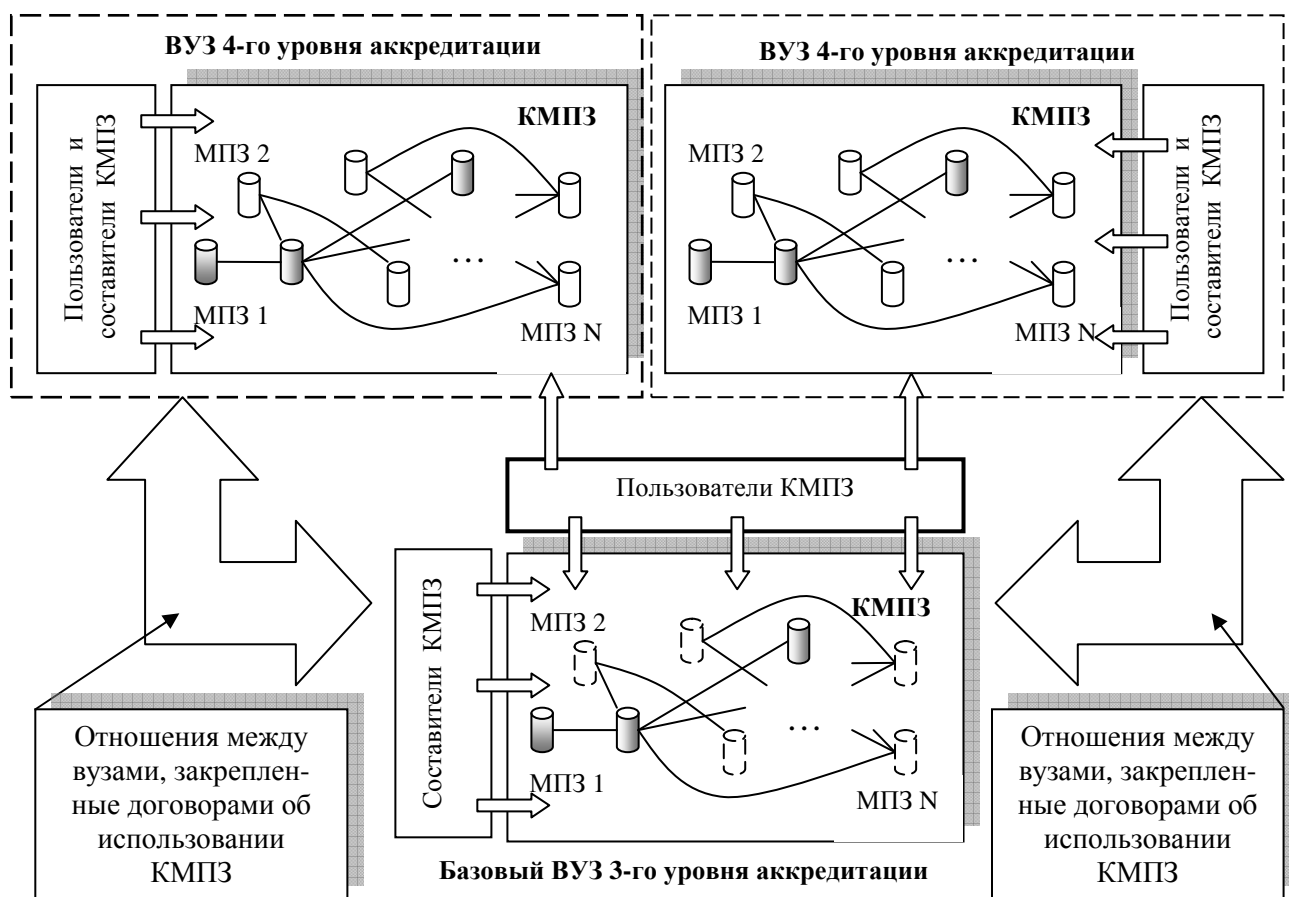 ВУЗ 4-го уровня аккредитации
Пользователи и
составители КМПЗ
КМПЗ
МПЗ 2
...
МПЗ 1
МПЗ N
ВУЗ 4-го уровня аккредитации
КМПЗ
МПЗ 2
...
МПЗ 1
МПЗ N
Пользователи и
составители КМПЗ
Пользователи КМПЗ
Составители КМПЗ
КМПЗ
МПЗ 2
...
МПЗ 1
МПЗ N
Базовый ВУЗ 3-го уровня аккредитации
Отношения между
вузами, закреплен-
ные договорами об
использовании
КМПЗ
Отношения между
вузами, закреплен-
ные договорами об
использовании
КМПЗ